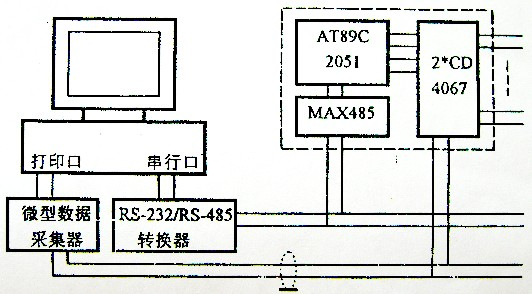 AT89C
2051
2*CD
4067
MAX485
打印口
串行口
微型数据
采集器
RS-232/RS-485
转换器